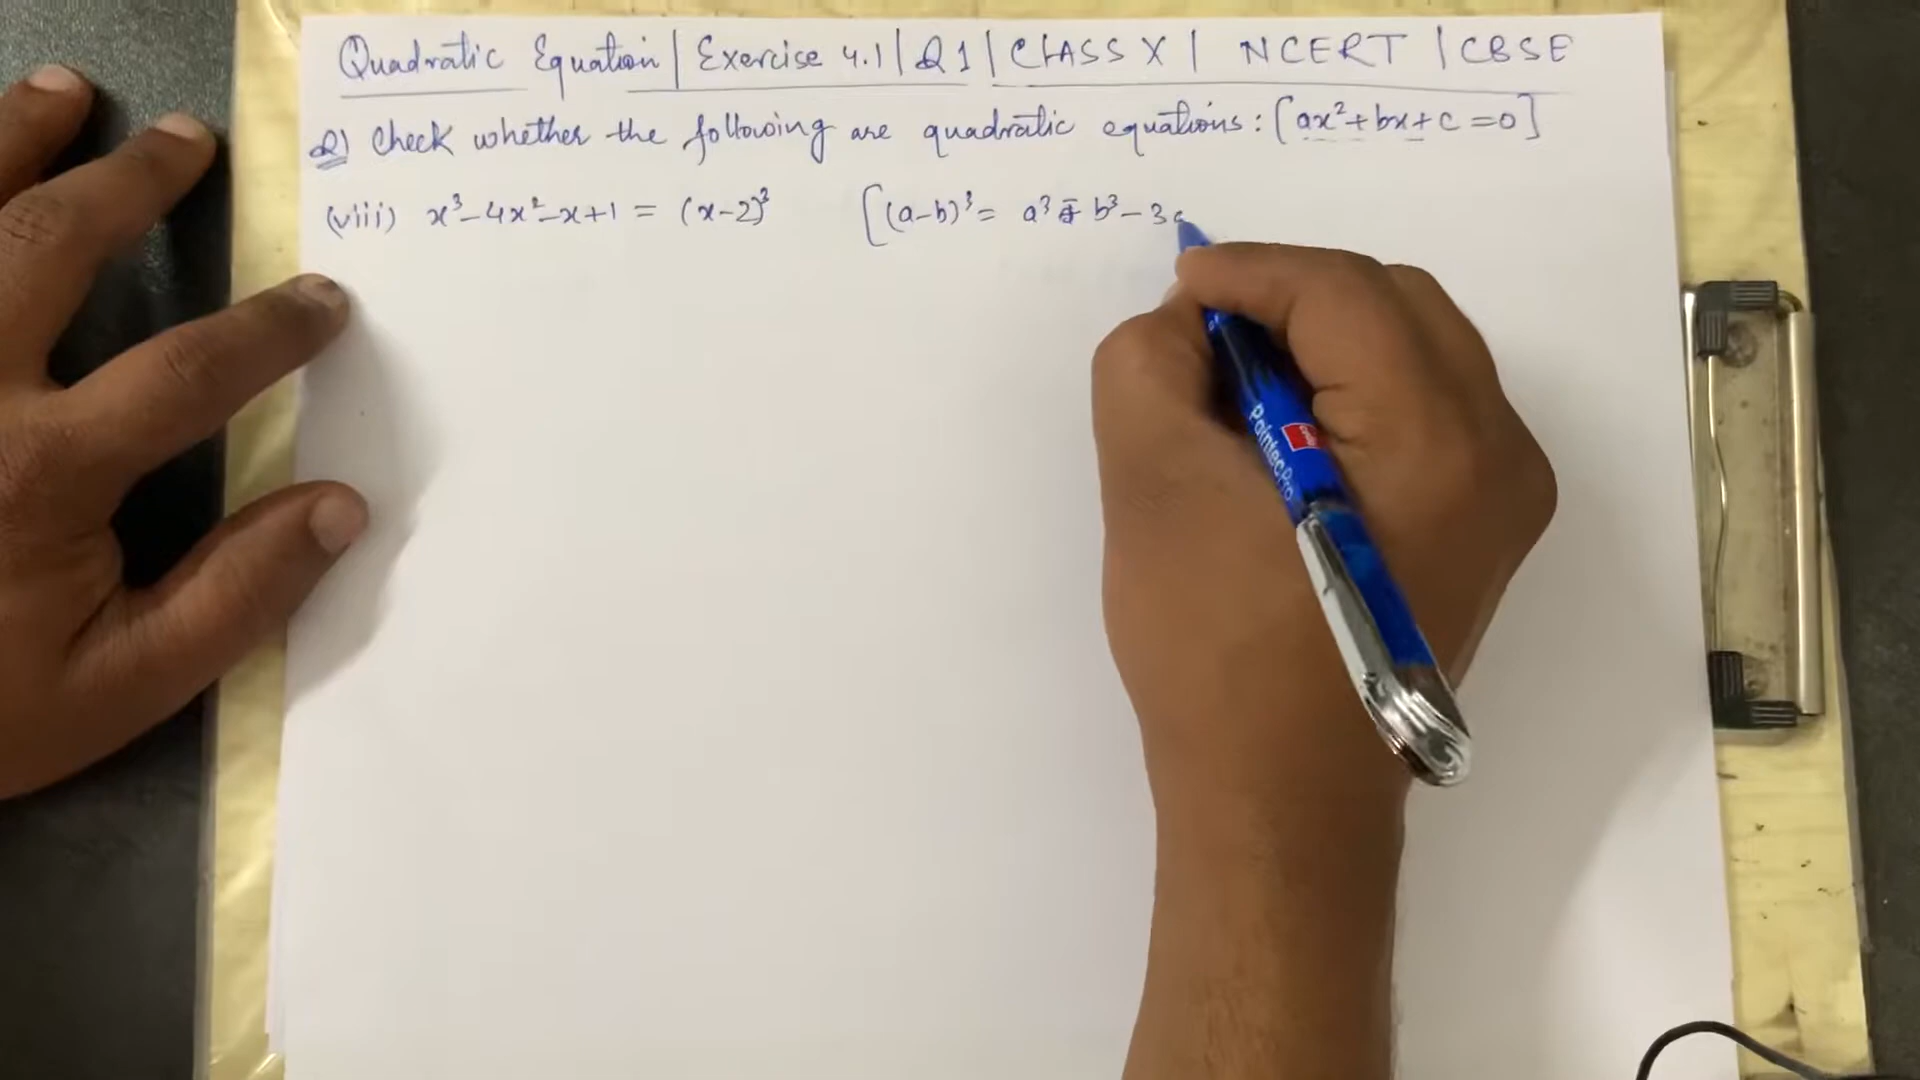 Quadratic Equation | Exercise 4.1 | Q1 | CLASS X | NCERT | CBSE
Q) Check whether the following are quadratic equations: [ax²+bx+c=0]
(viii) x³-4x²-x+1 = (x-2)³ [(a-b)³ = a³ - b³ - 3a
PointecPro